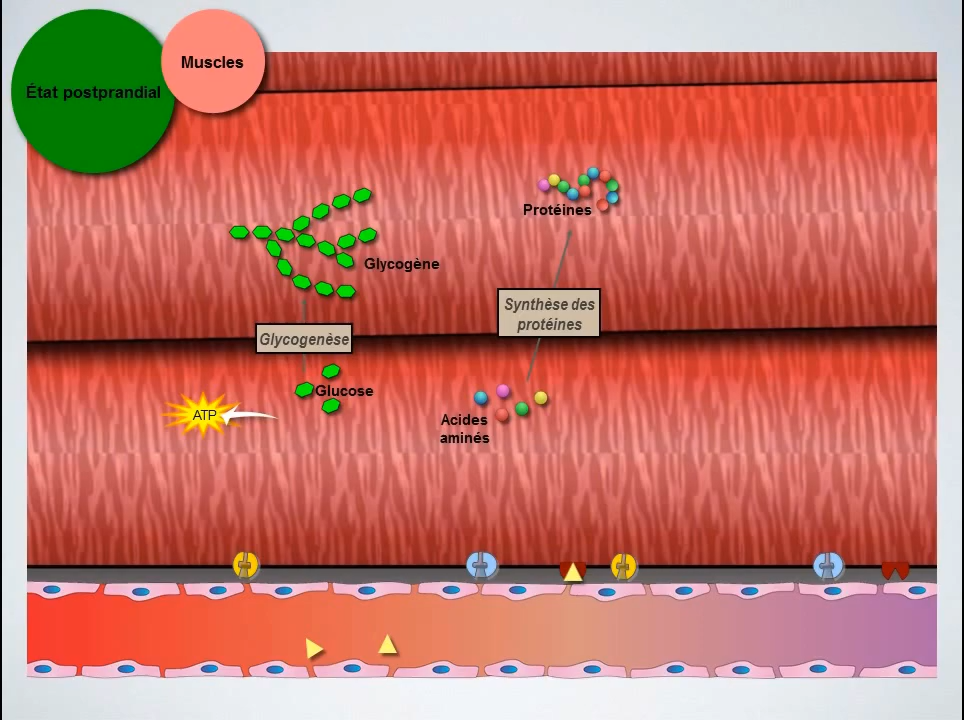 État postprandial
Muscles
Protéines
Glycogène
Synthèse des
protéines
Glycogenèse
Glucose
ATP
Acides
aminés